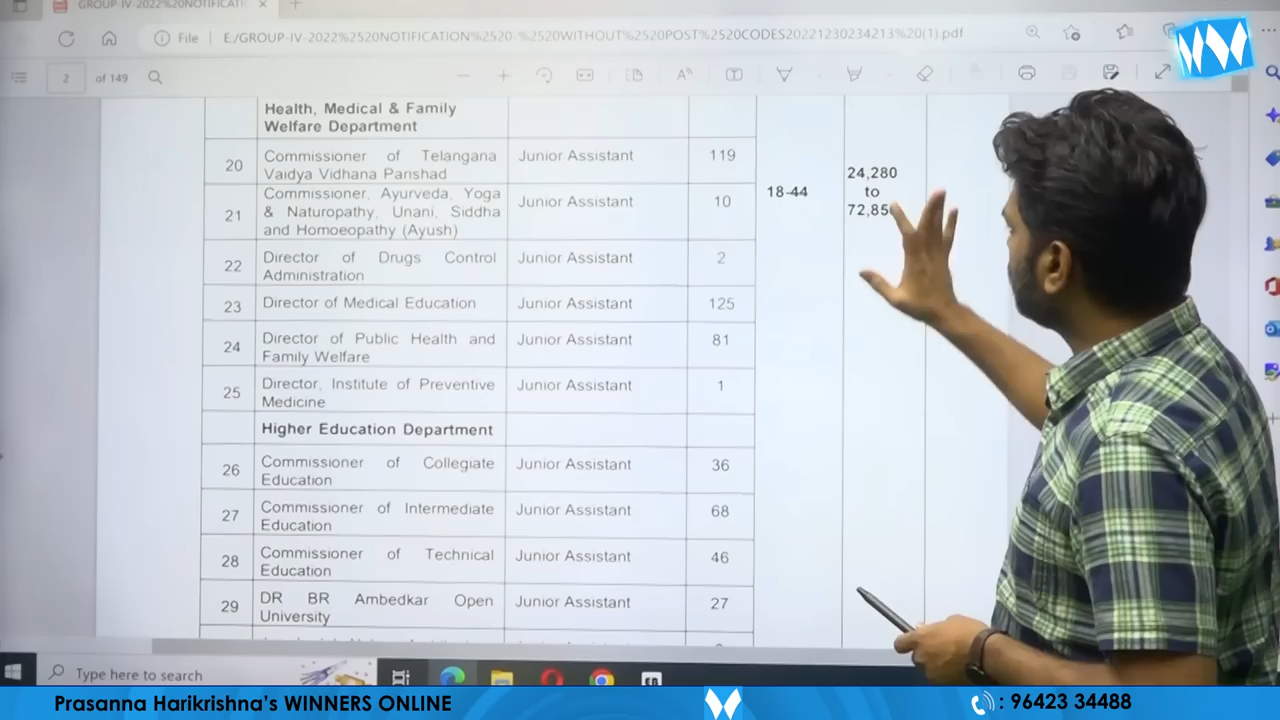 GROUP-IV-2022%20NOTIFICATI
File
E:/GROUP-IV-2022%2520NOTIFICATION%2520-%2520WITHOUT%2520POST%2520CODES20221230234213%20(1).pdf
2 of 149
Health, Medical & Family
Welfare Department
20 Commissioner of Telangana Vaidya Vidhana Parishad Junior Assistant 119
21 Commissioner, Ayurveda, Yoga & Naturopathy, Unani, Siddha and Homoeopathy (Ayush) Junior Assistant 10
18-44
24,280
to
22 Director of Drugs Control Administration Junior Assistant 2
23 Director of Medical Education Junior Assistant 125
24 Director of Public Health and Family Welfare Junior Assistant 81
25 Director, Institute of Preventive Medicine Junior Assistant 1
Higher Education Department
26 Commissioner of Collegiate Education Junior Assistant 36
27 Commissioner of Intermediate Education Junior Assistant 68
28 Commissioner of Technical Education Junior Assistant 46
29 DR BR Ambedkar Open University Junior Assistant 27
Type here to search
Prasanna Harikrishna's WINNERS ONLINE
: 96423 34488